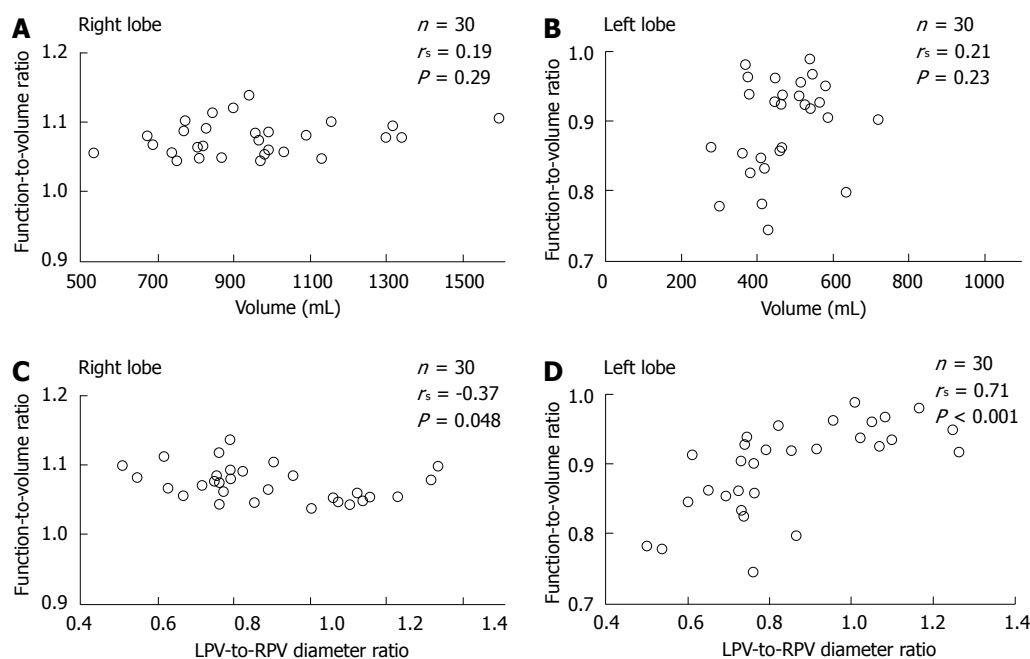 A Right lobe
n = 30
rs = 0.19
P = 0.29
Function-to-volume ratio
1.2
1.1
1.0
0.9
500 700 900 1100 1300 1500
Volume (mL)
B Left lobe
n = 30
rs = 0.21
P = 0.23
Function-to-volume ratio
1.0
0.9
0.8
0.7
0 200 400 600 800 1000
Volume (mL)
C Right lobe
n = 30
rs = -0.37
P = 0.048
Function-to-volume ratio
1.2
1.1
1.0
0.9
0.4 0.6 0.8 1.0 1.2 1.4
LPV-to-RPV diameter ratio
D Left lobe
n = 30
rs = 0.71
P < 0.001
Function-to-volume ratio
1.0
0.9
0.8
0.7
0.4 0.6 0.8 1.0 1.2 1.4
LPV-to-RPV diameter ratio